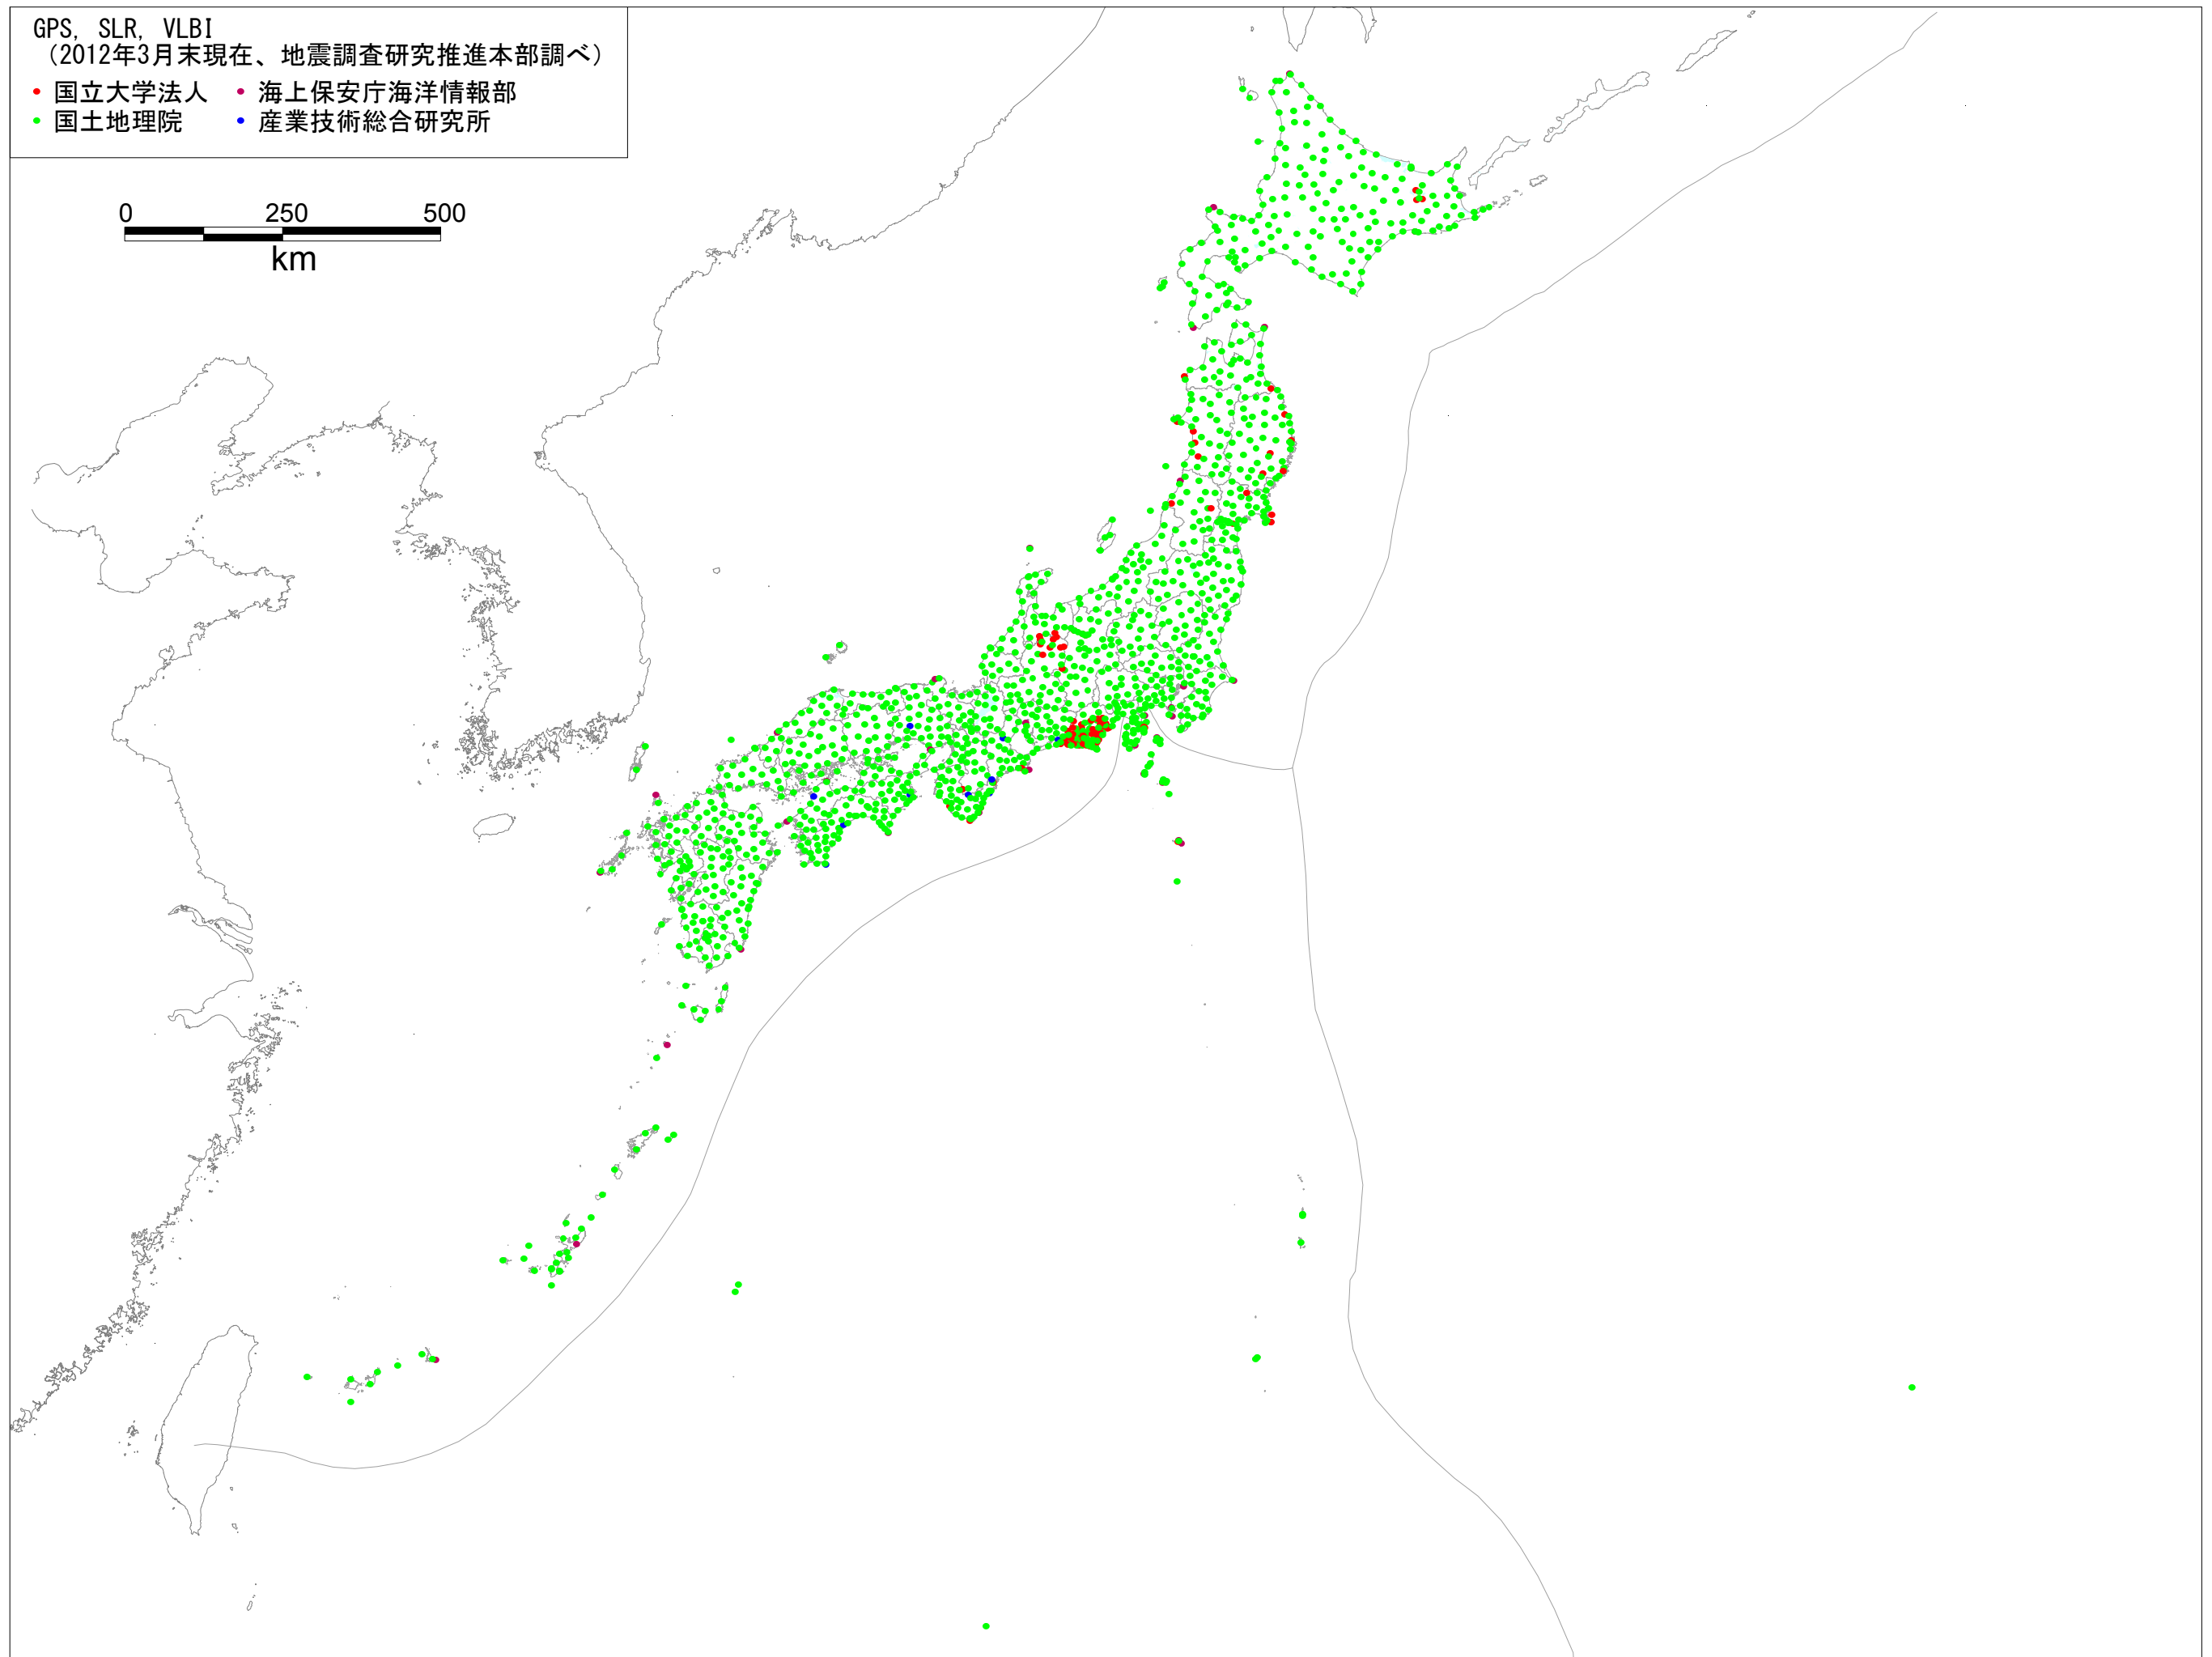 GPS, SLR, VLBI
（2012年3月末現在、地震調査研究推進本部調べ）
国立大学法人 海上保安庁海洋情報部
国土地理院 産業技術総合研究所
0 250 500
km